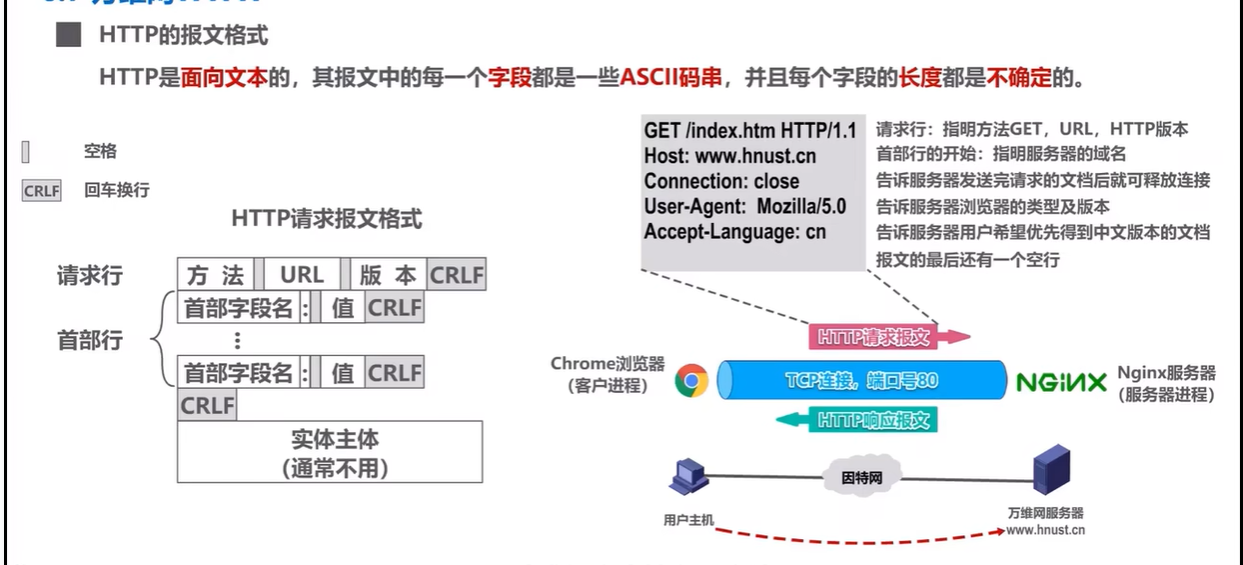 HTTP的报文格式
HTTP是面向文本的，其报文中的每一个字段都是一些ASCII码串，并且每个字段的长度都是不确定的。
空格
CRLF 回车换行
HTTP请求报文格式
请求行 方 法 URL 版 本 CRLF
首部行
首部字段名 : 值 CRLF
⋮
首部字段名 : 值 CRLF
CRLF
实体主体
（通常不用）
GET /index.htm HTTP/1.1 请求行：指明方法GET，URL，HTTP版本
Host: www.hnust.cn 首部行的开始：指明服务器的域名
Connection: close 告诉服务器发送完请求的文档后就可释放连接
User-Agent: Mozilla/5.0 告诉服务器浏览器的类型及版本
Accept-Language: cn 告诉服务器用户希望优先得到中文版本的文档
报文的最后还有一个空行
HTTP请求报文
Chrome浏览器
（客户进程）
TCP连接，端口号80
NGINX
Nginx服务器
（服务器进程）
HTTP响应报文
因特网
用户主机
万维网服务器
www.hnust.cn